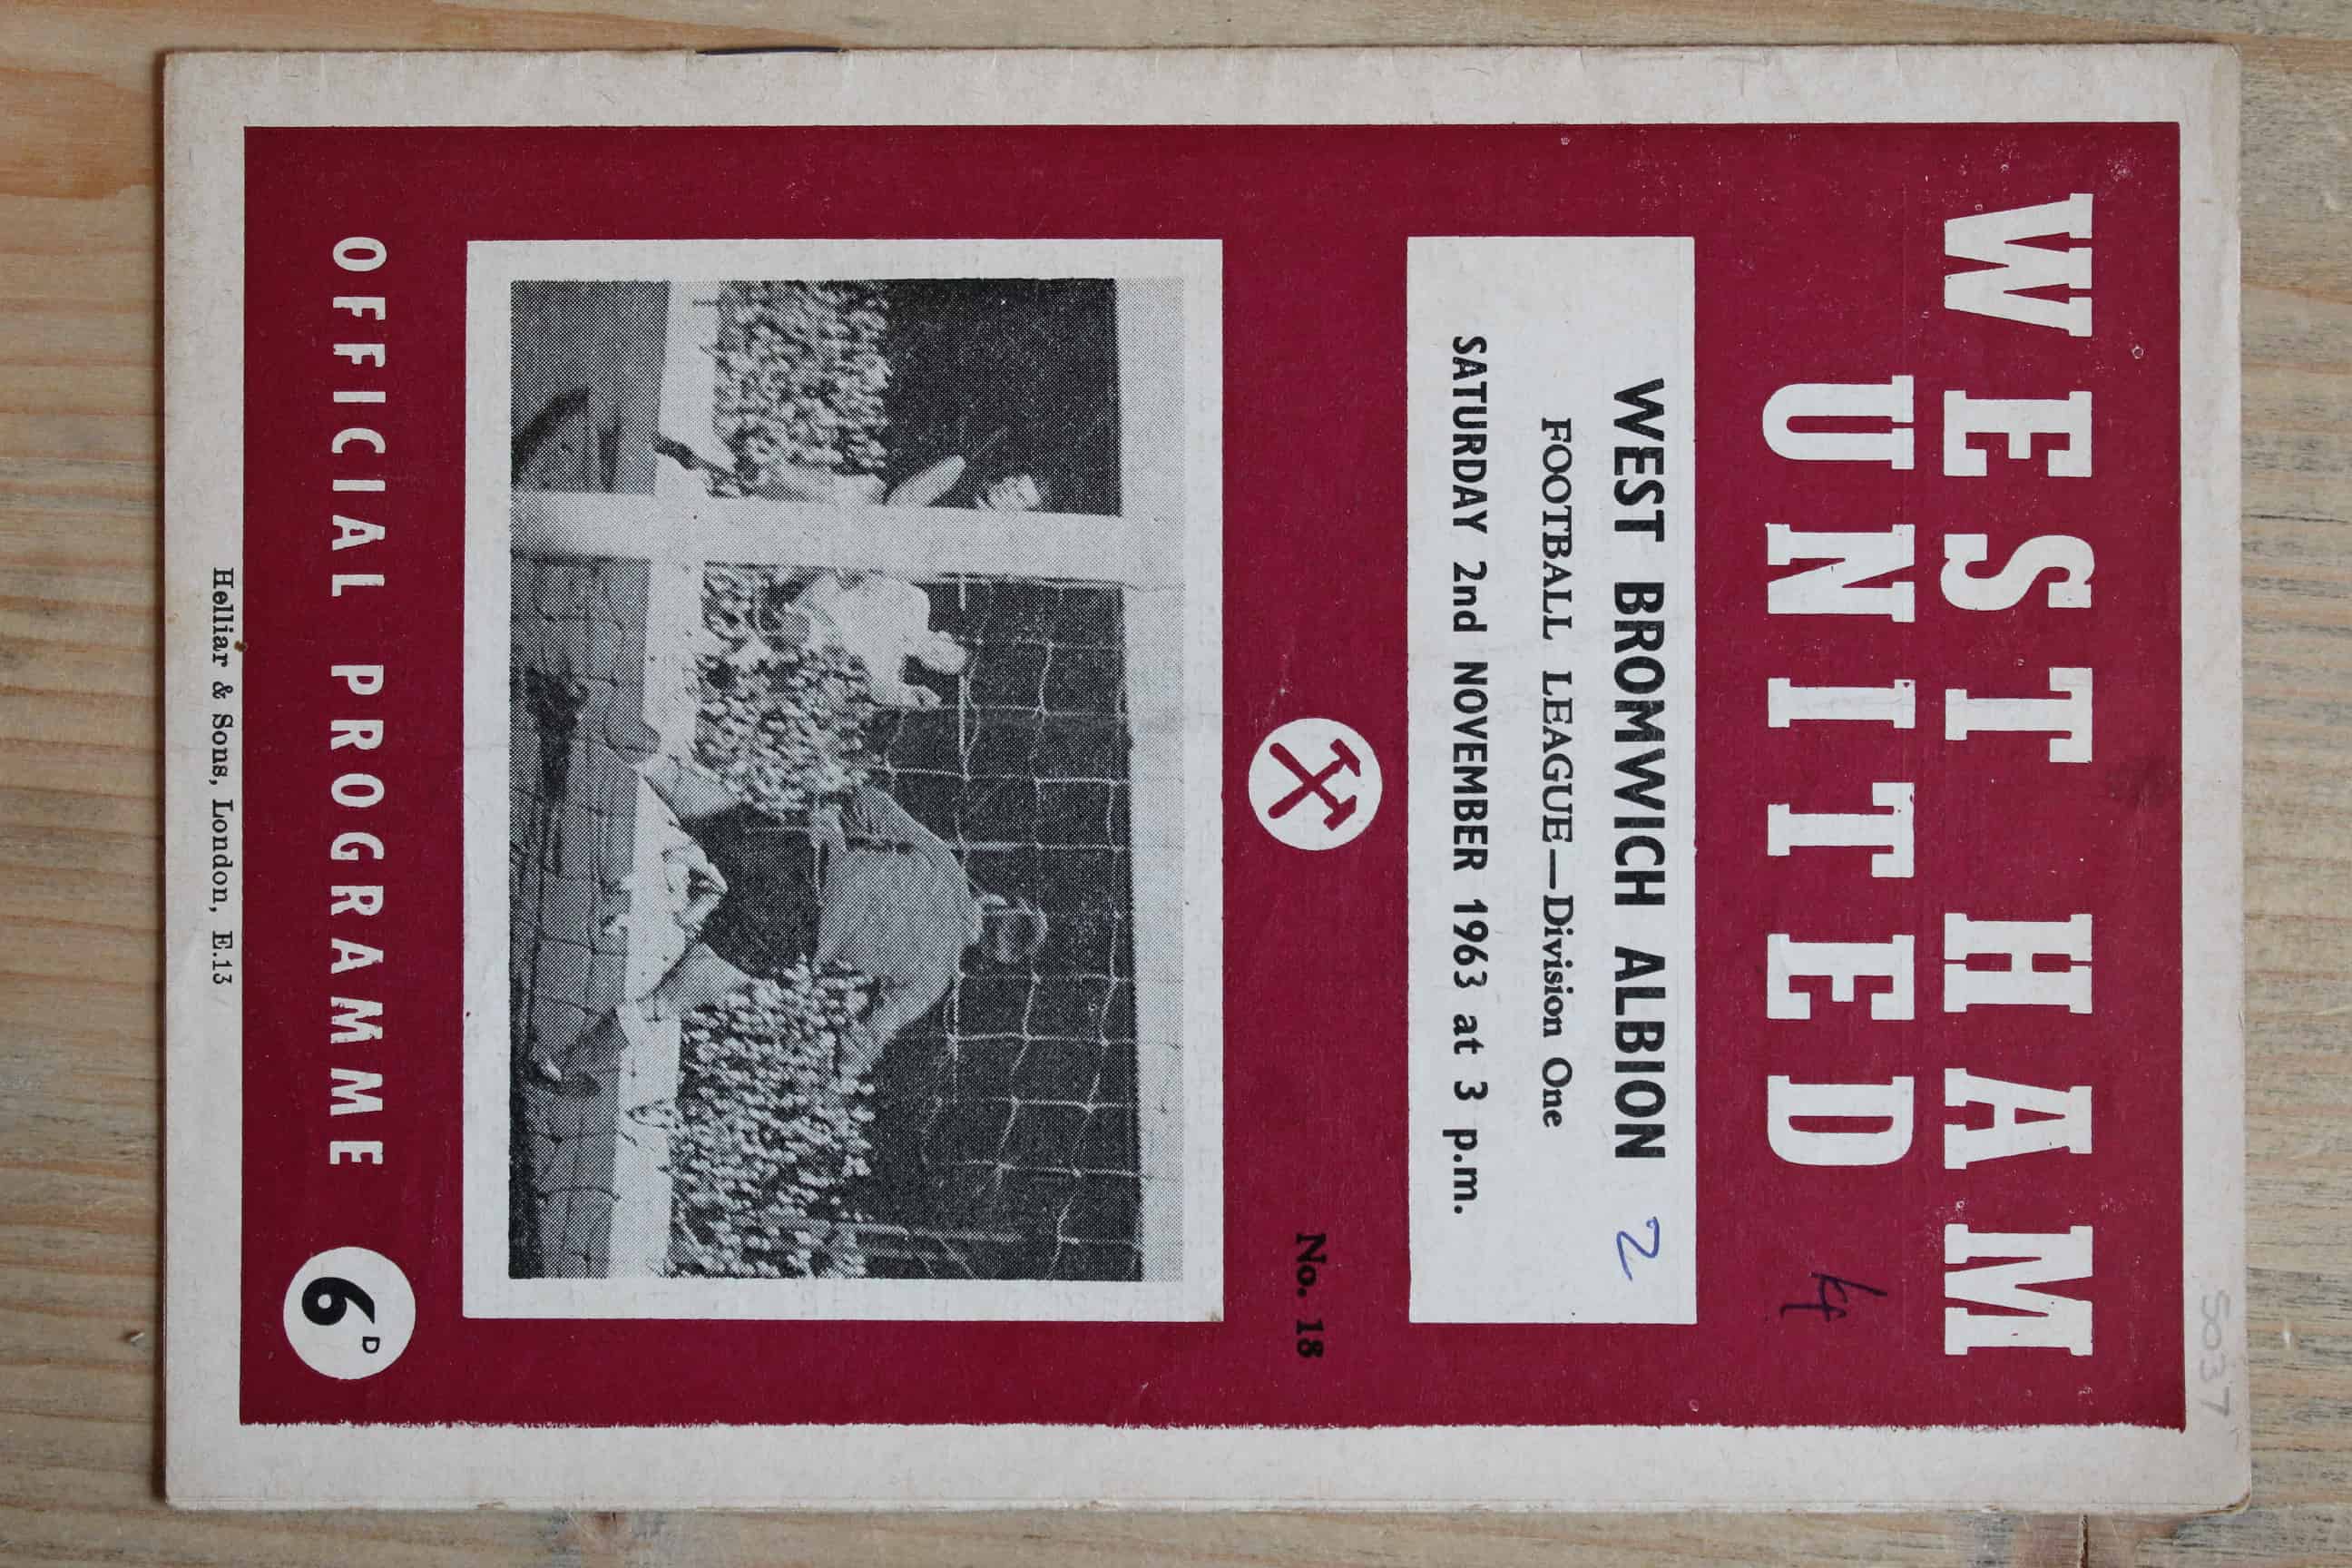 5037
WEST HAM
UNITED
4
WEST BROMWICH ALBION 2
FOOTBALL LEAGUE—Division One
SATURDAY 2nd NOVEMBER 1963 at 3 p.m.
No. 18
OFFICIAL PROGRAMME
6D
Helliar & Sons, London, E.13